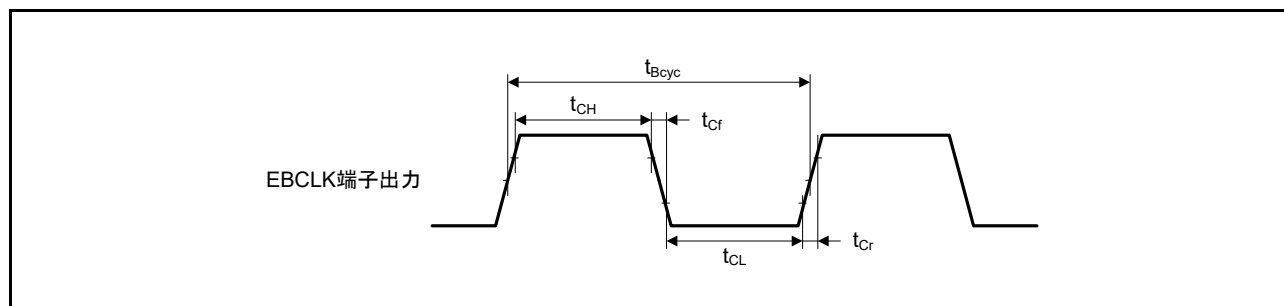 tBcyc
tCH
tCf
EBCLK端子出力
tCL
tCr